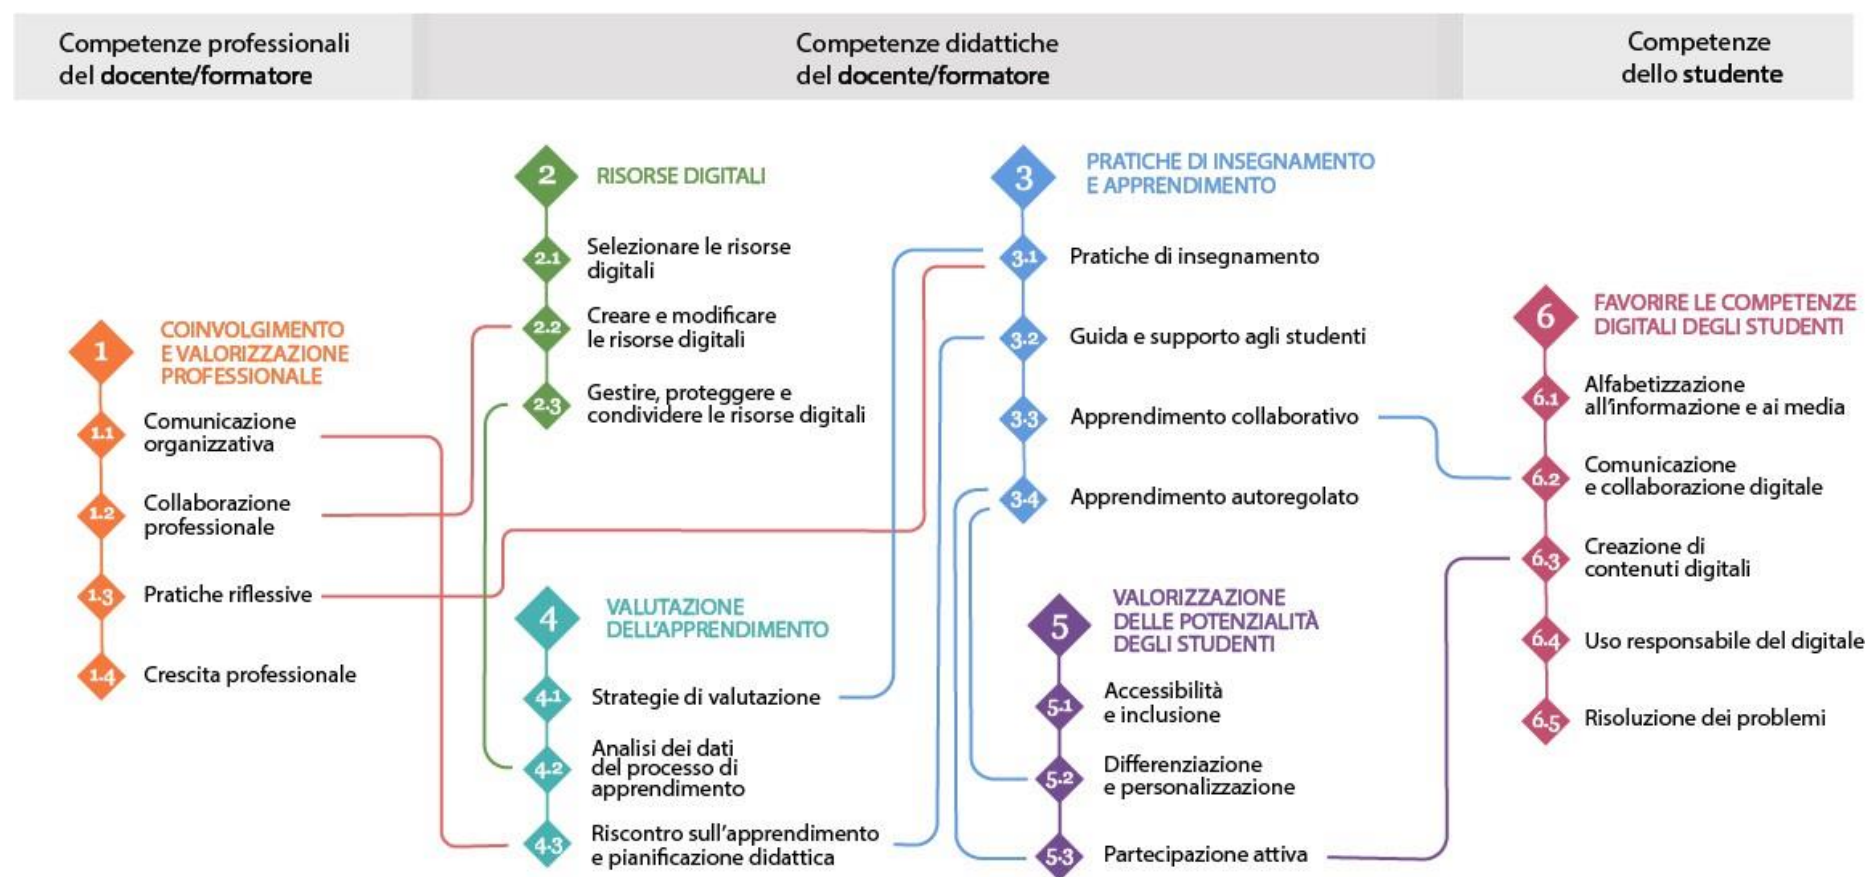 Competenze professionali
del docente/formatore
Competenze didattiche
del docente/formatore
Competenze
dello studente
1
COINVOLGIMENTO
E VALORIZZAZIONE
PROFESSIONALE
1.1
Comunicazione
organizzativa
1.2
Collaborazione
professionale
1.3
Pratiche riflessive
1.4
Crescita professionale
2
RISORSE DIGITALI
2.1
Selezionare le risorse
digitali
2.2
Creare e modificare
le risorse digitali
2.3
Gestire, proteggere e
condividere le risorse digitali
3
PRATICHE DI INSEGNAMENTO
E APPRENDIMENTO
3.1
Pratiche di insegnamento
3.2
Guida e supporto agli studenti
3.3
Apprendimento collaborativo
3.4
Apprendimento autoregolato
4
VALUTAZIONE
DELL'APPRENDIMENTO
4.1
Strategie di valutazione
4.2
Analisi dei dati
del processo di
apprendimento
4.3
Riscontro sull'apprendimento
e pianificazione didattica
5
VALORIZZAZIONE
DELLE POTENZIALITÀ
DEGLI STUDENTI
5.1
Accessibilità
e inclusione
5.2
Differenziazione
e personalizzazione
5.3
Partecipazione attiva
6
FAVORIRE LE COMPETENZE
DIGITALI DEGLI STUDENTI
6.1
Alfabetizzazione
all'informazione e ai media
6.2
Comunicazione
e collaborazione digitale
6.3
Creazione di
contenuti digitali
6.4
Uso responsabile del digitale
6.5
Risoluzione dei problemi